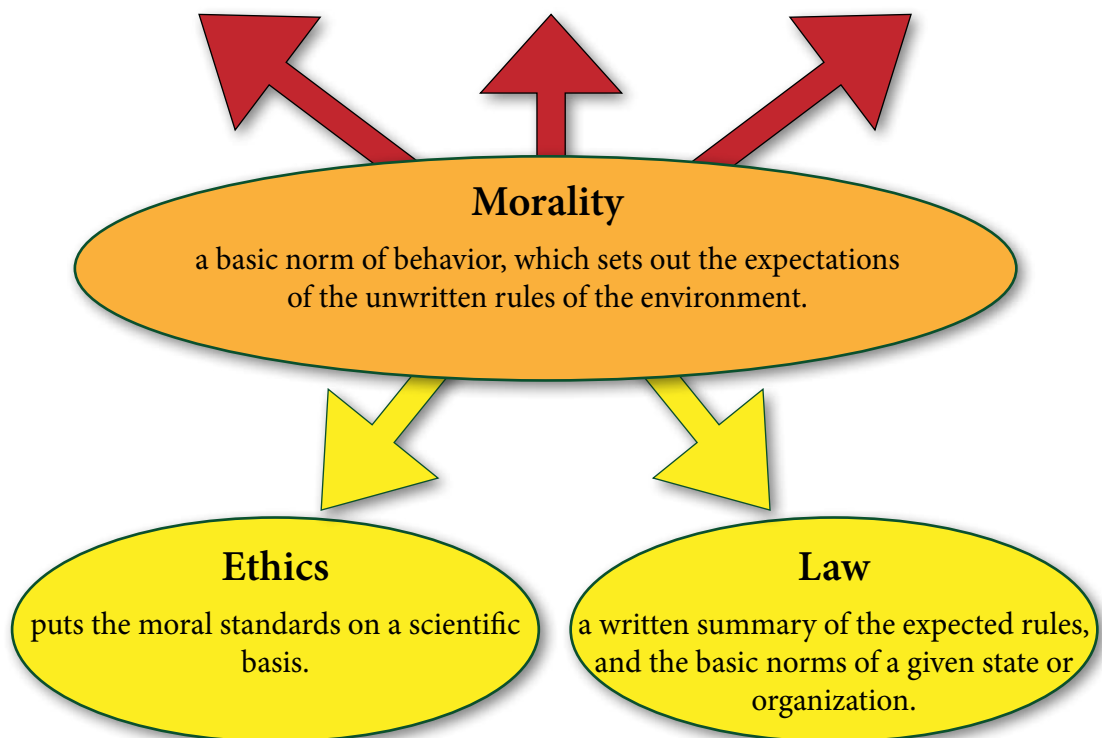 Morality
a basic norm of behavior, which sets out the expectations
of the unwritten rules of the environment.
Ethics
puts the moral standards on a scientific
basis.
Law
a written summary of the expected rules,
and the basic norms of a given state or
organization.